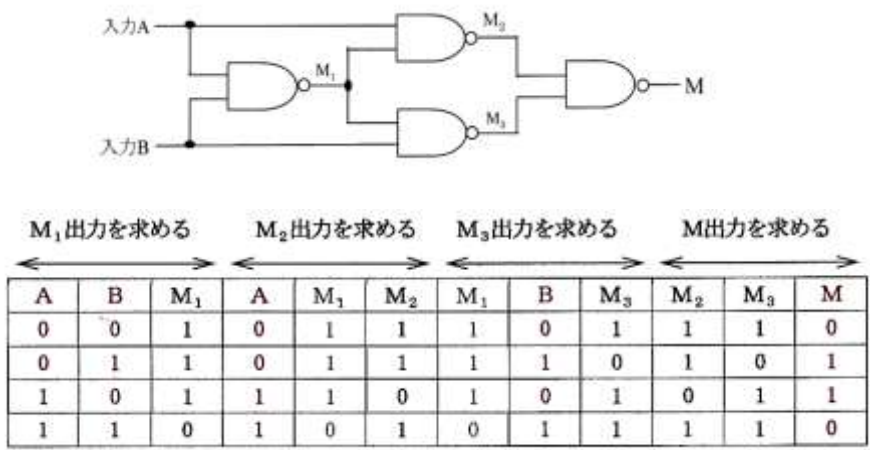 入力A
M₂
M₁
M
M₃
入力B
M₁出力を求める M₂出力を求める M₃出力を求める M出力を求める
A B M₁ A M₁ M₂ M₁ B M₃ M₂ M₃ M
0 0 1 0 1 1 1 0 1 1 1 0
0 1 1 0 1 1 1 1 0 1 0 1
1 0 1 1 1 0 1 0 1 0 1 1
1 1 0 1 0 1 0 1 1 1 1 0